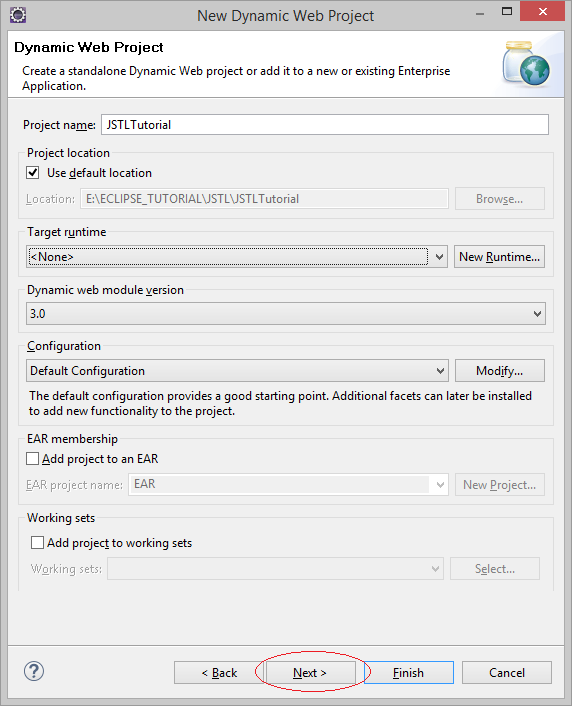 New Dynamic Web Project
Dynamic Web Project
Create a standalone Dynamic Web project or add it to a new or existing Enterprise
Application.
Project name: JSTLTutorial
Project location
Use default location
Location: E:\ECLIPSE_TUTORIAL\JSTL\JSTLTutorial Browse...
Target runtime
<None> New Runtime...
Dynamic web module version
3.0
Configuration
Default Configuration Modify...
The default configuration provides a good starting point. Additional facets can later be installed
to add new functionality to the project.
EAR membership
Add project to an EAR
EAR project name: EAR New Project...
Working sets
Add project to working sets
Working sets: Select...
? < Back Next > Finish Cancel